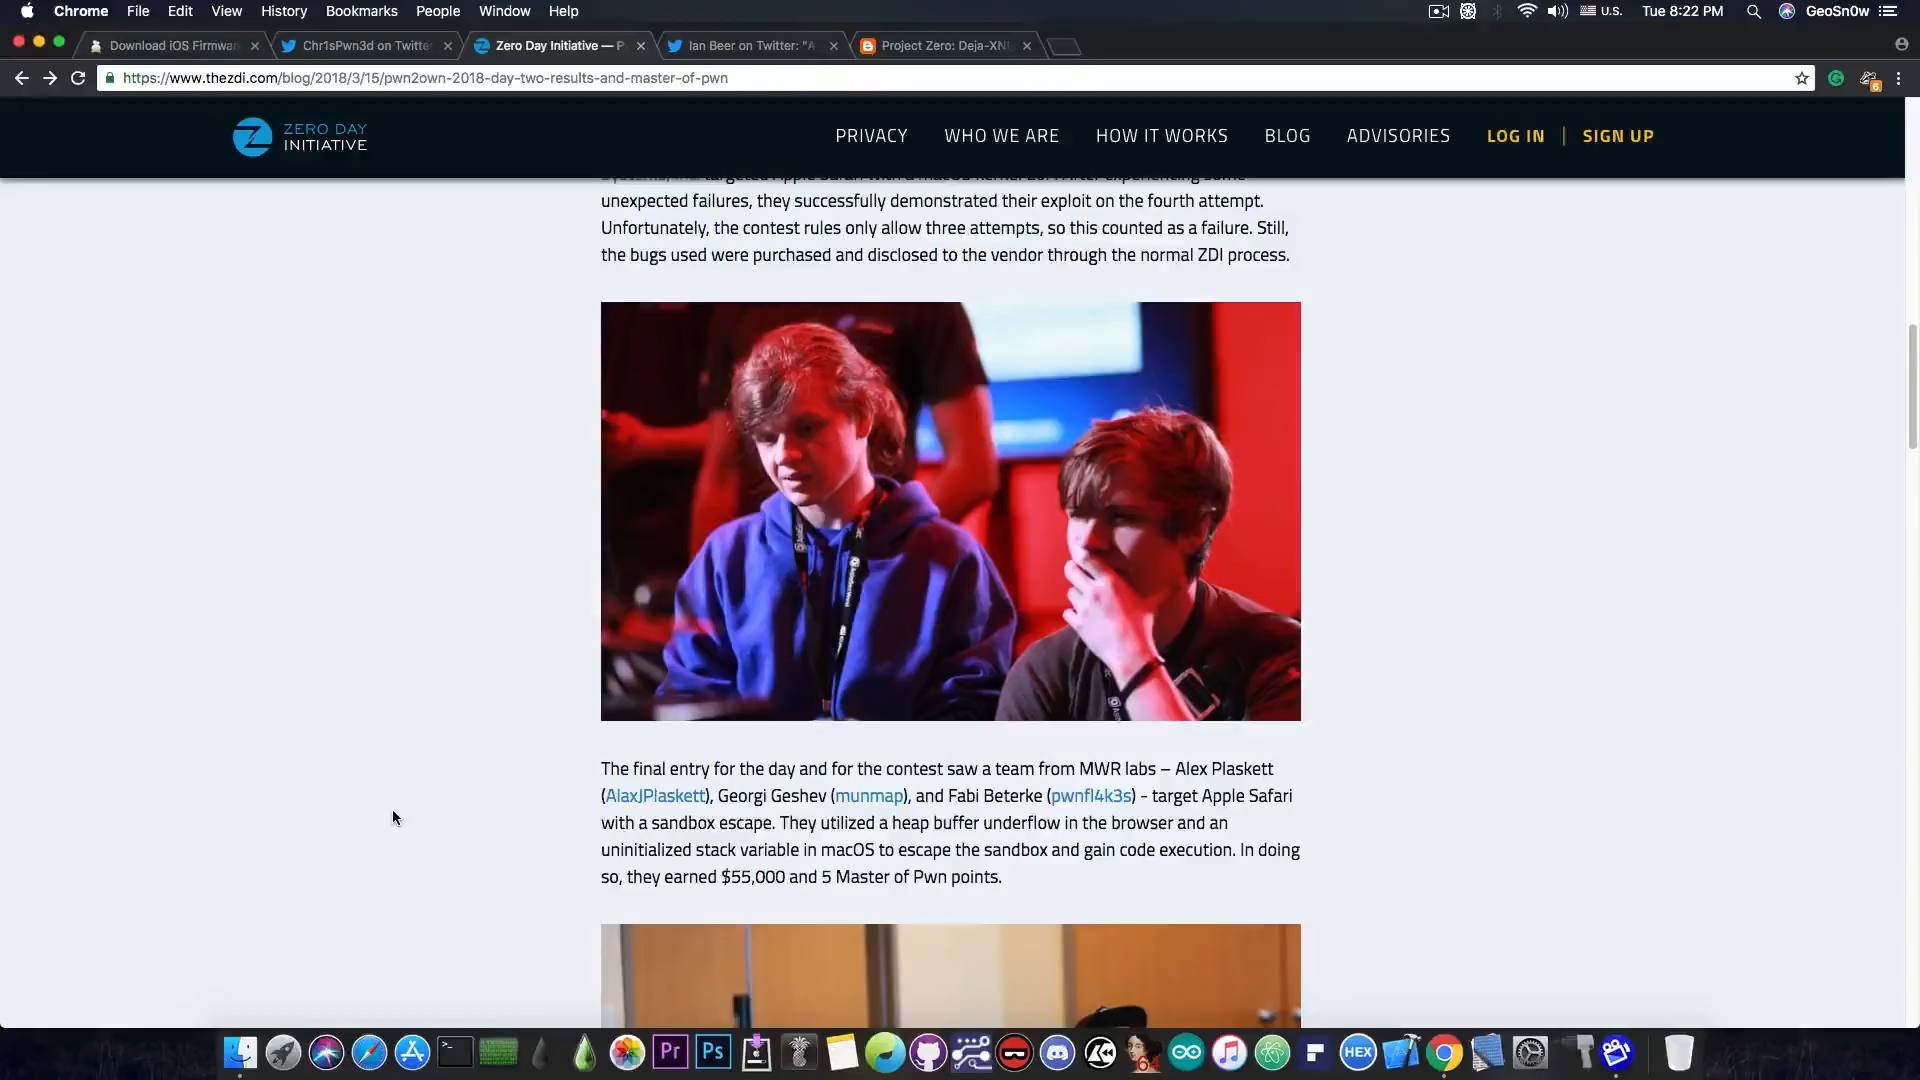 Chrome File Edit View History Bookmarks People Window Help U.S. Tue 8:22 PM GeoSn0w
Download iOS Firmwar Chr1sPwn3d on Twitte Zero Day Initiative — P Ian Beer on Twitter: "A Project Zero: Deja-XN
https://www.thezdi.com/blog/2018/3/15/pwn2own-2018-day-two-results-and-master-of-pwn
6
ZERO DAY
INITIATIVE
PRIVACY WHO WE ARE HOW IT WORKS BLOG ADVISORIES LOG IN | SIGN UP
unexpected failures, they successfully demonstrated their exploit on the fourth attempt.
Unfortunately, the contest rules only allow three attempts, so this counted as a failure. Still,
the bugs used were purchased and disclosed to the vendor through the normal ZDI process.
The final entry for the day and for the contest saw a team from MWR labs – Alex Plaskett
(AlaxJPlaskett), Georgi Geshev (munmap), and Fabi Beterke (pwnfl4k3s) - target Apple Safari
with a sandbox escape. They utilized a heap buffer underflow in the browser and an
uninitialized stack variable in macOS to escape the sandbox and gain code execution. In doing
so, they earned $55,000 and 5 Master of Pwn points.
Pr Ps 64 HEX